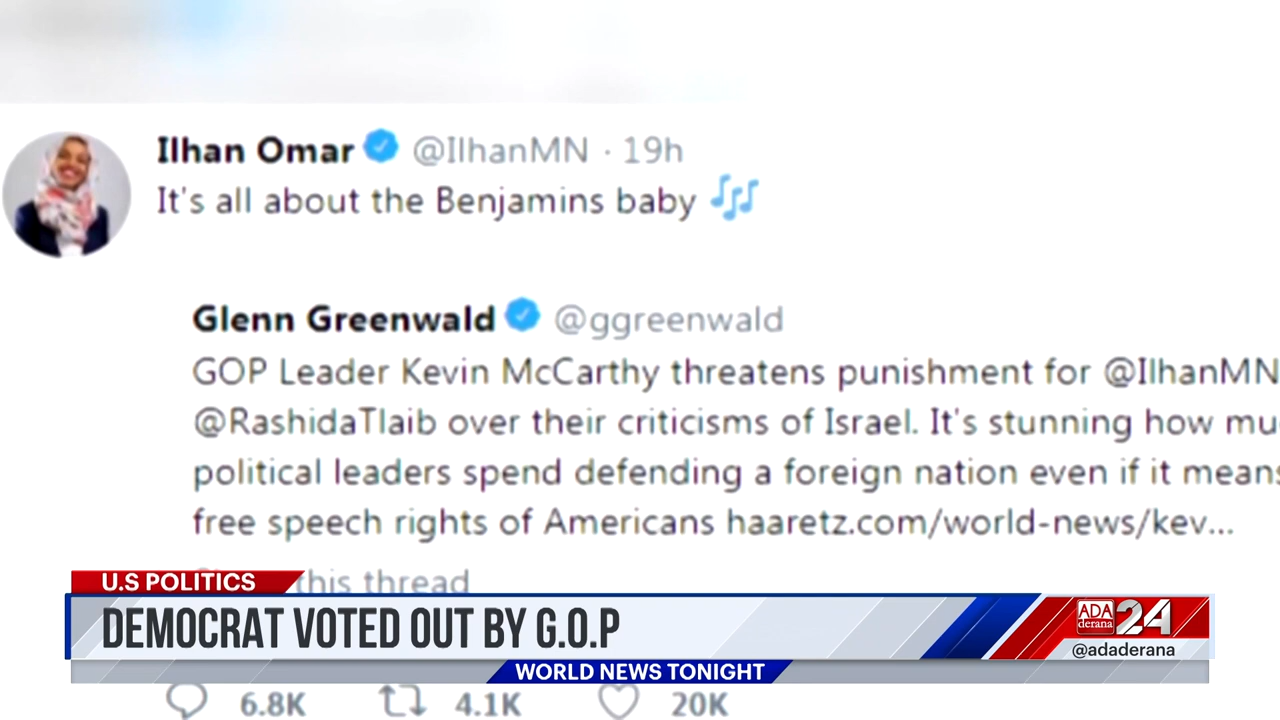 Ilhan Omar @IlhanMN · 19h
It's all about the Benjamins baby
Glenn Greenwald @ggreenwald
GOP Leader Kevin McCarthy threatens punishment for @IlhanMN
@RashidaTlaib over their criticisms of Israel. It's stunning how mu
political leaders spend defending a foreign nation even if it means
free speech rights of Americans haaretz.com/world-news/kev...
this thread
U.S POLITICS
DEMOCRAT VOTED OUT BY G.O.P
ADA
derana
24
@adaderana
WORLD NEWS TONIGHT
6.8K 4.1K 20K